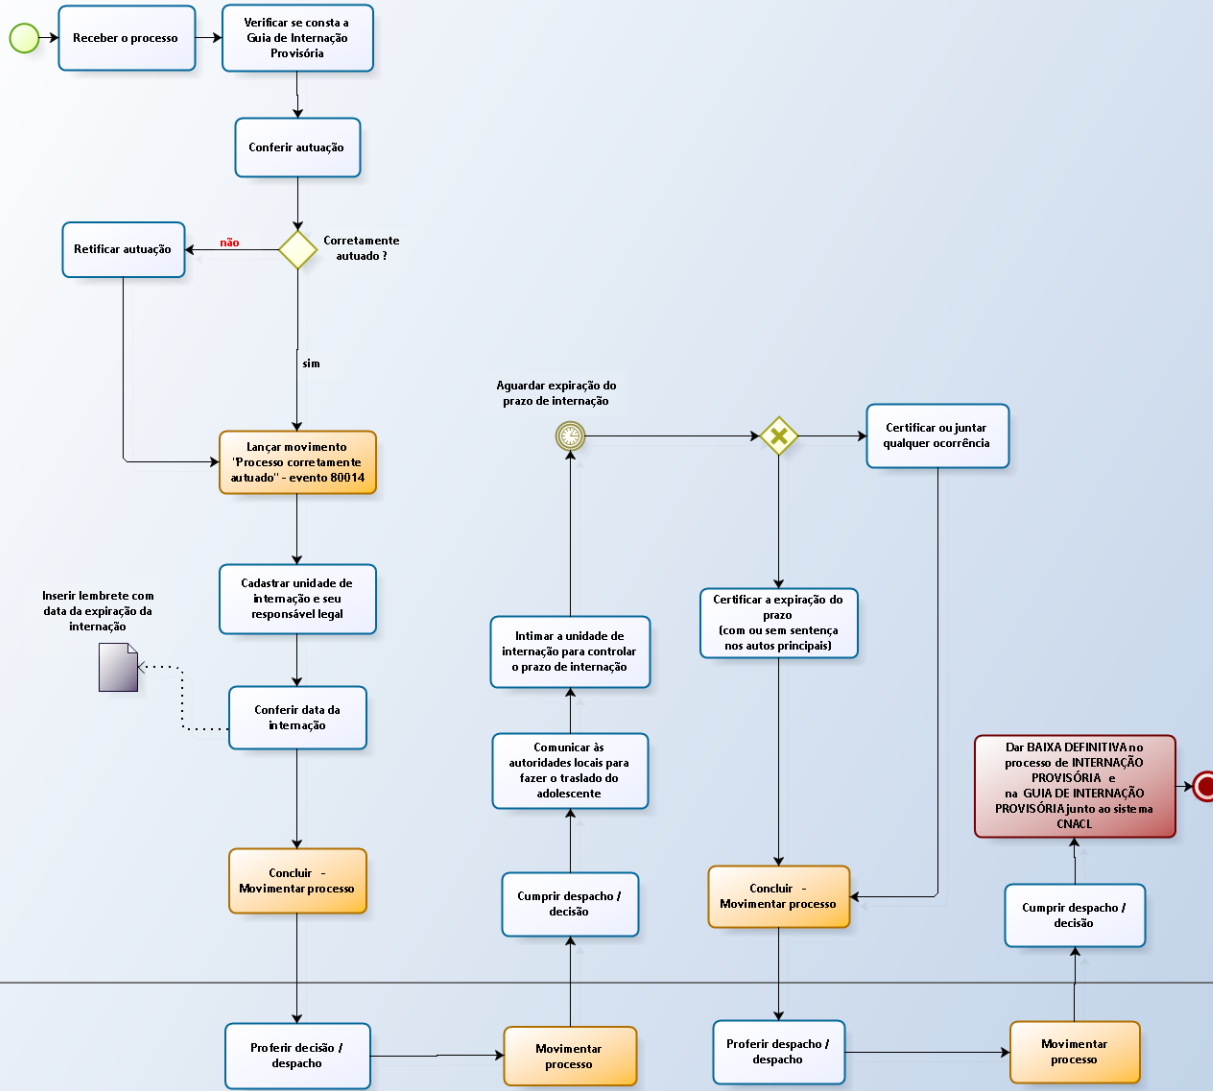 Receber o processo
Verificar se consta a
Guia de Internação
Provisória
Conferir autuação
Retificar autuação
não
Corretamente
autuado ?
sim
Lançar movimento
"Processo corretamente
autuado" - evento 80014
Cadastrar unidade de
internação e seu
responsável legal
Inserir lembrete com
data da expiração da
internação
Conferir data da
internação
Concluir -
Movimentar processo
Proferir decisão /
despacho
Movimentar
processo
Cumprir despacho /
decisão
Comunicar às
autoridades locais para
fazer o traslado do
adolescente
Intimar a unidade de
internação para controlar
o prazo de internação
Aguardar expiração do
prazo de internação
Certificar ou juntar
qualquer ocorrência
Certificar a expiração do
prazo
(com ou sem sentença
nos autos principais)
Concluir -
Movimentar processo
Proferir despacho /
despacho
Movimentar
processo
Cumprir despacho /
decisão
Dar BAIXA DEFINITIVA no
processo de INTERNAÇÃO
PROVISÓRIA e
na GUIA DE INTERNAÇÃO
PROVISÓRIA junto ao sistema
CNACL